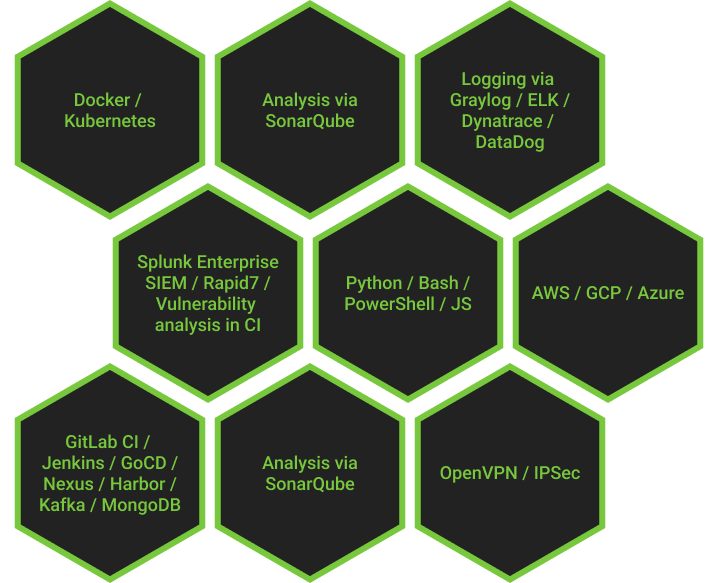 Docker /
Kubernetes
Analysis via
SonarQube
Logging via
Graylog / ELK /
Dynatrace /
DataDog
Splunk Enterprise
SIEM / Rapid7 /
Vulnerability
analysis in CI
Python / Bash /
PowerShell / JS
AWS / GCP / Azure
GitLab CI /
Jenkins / GoCD /
Nexus / Harbor /
Kafka / MongoDB
Analysis via
SonarQube
OpenVPN / IPSec